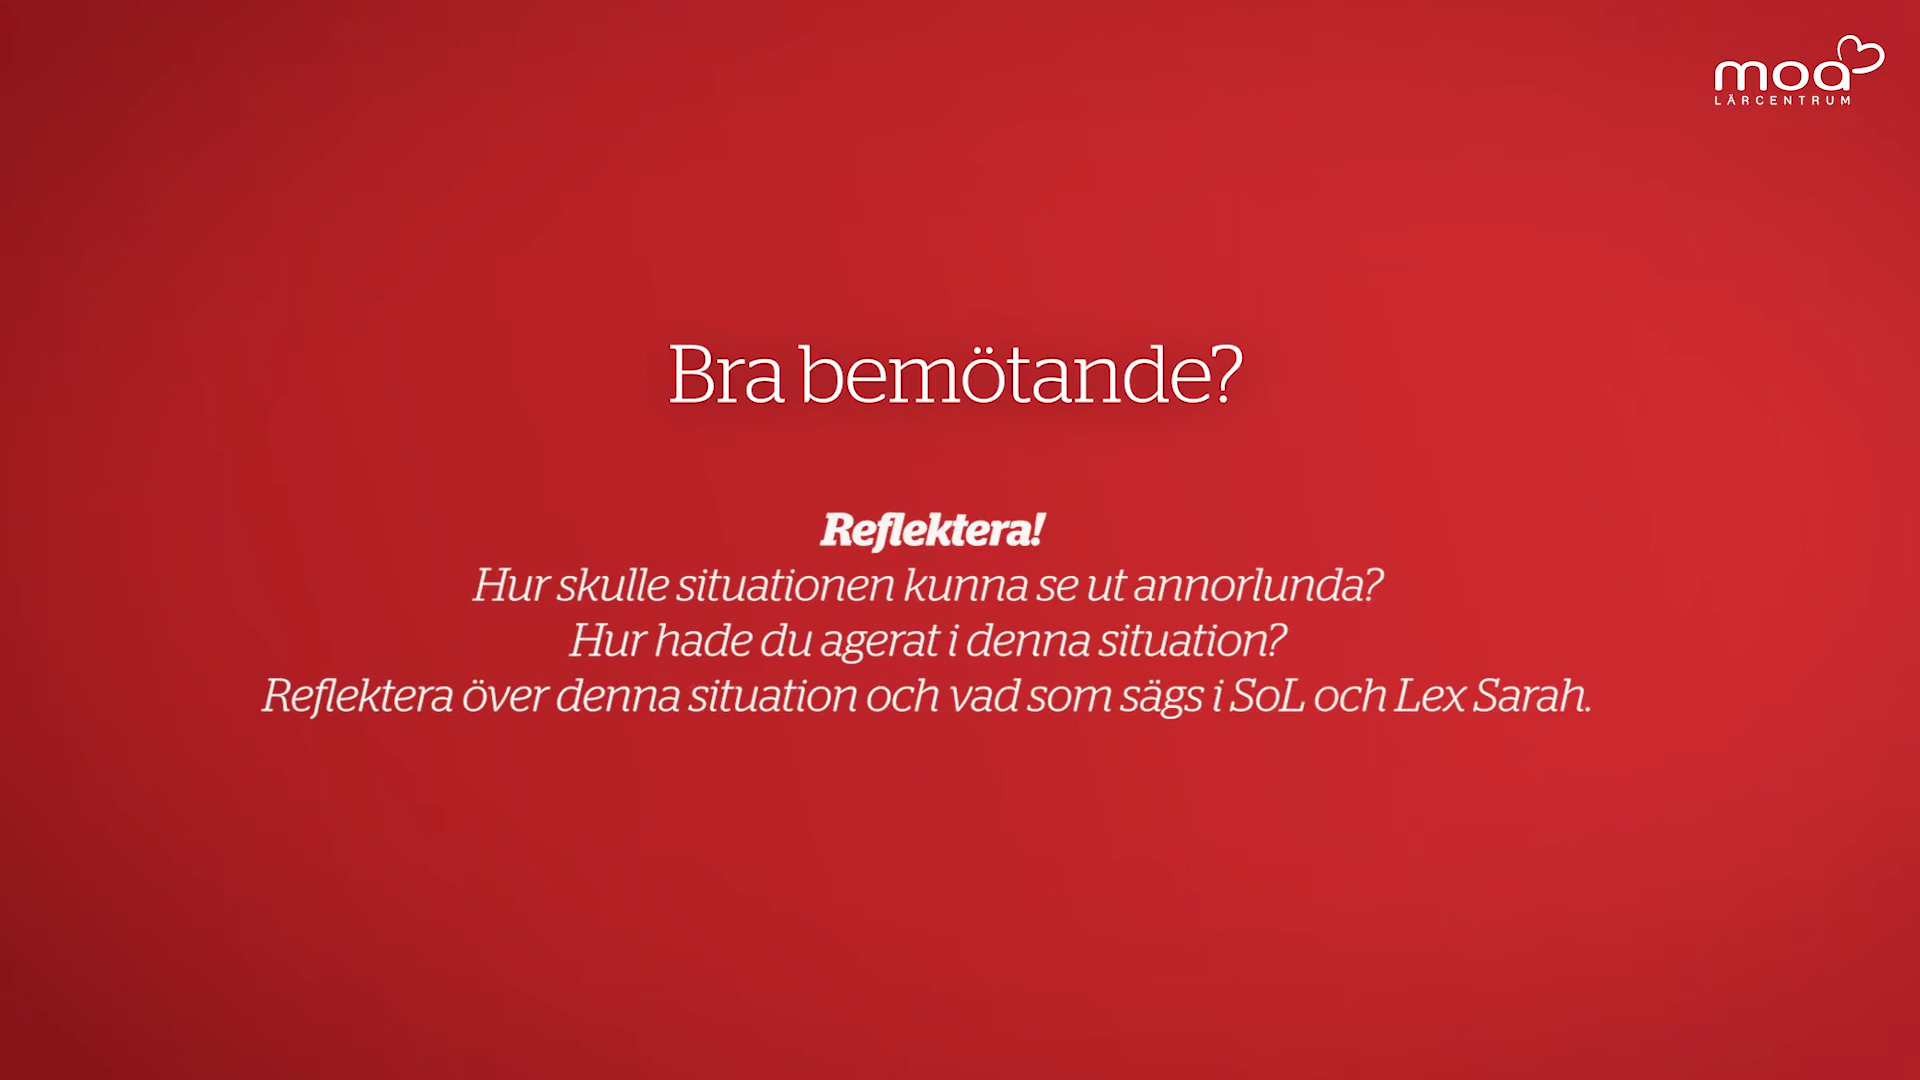 moa
LÄRCENTRUM
Bra bemötande?
Reflektera!
Hur skulle situationen kunna se ut annorlunda?
Hur hade du agerat i denna situation?
Reflektera över denna situation och vad som sägs i SoL och Lex Sarah.